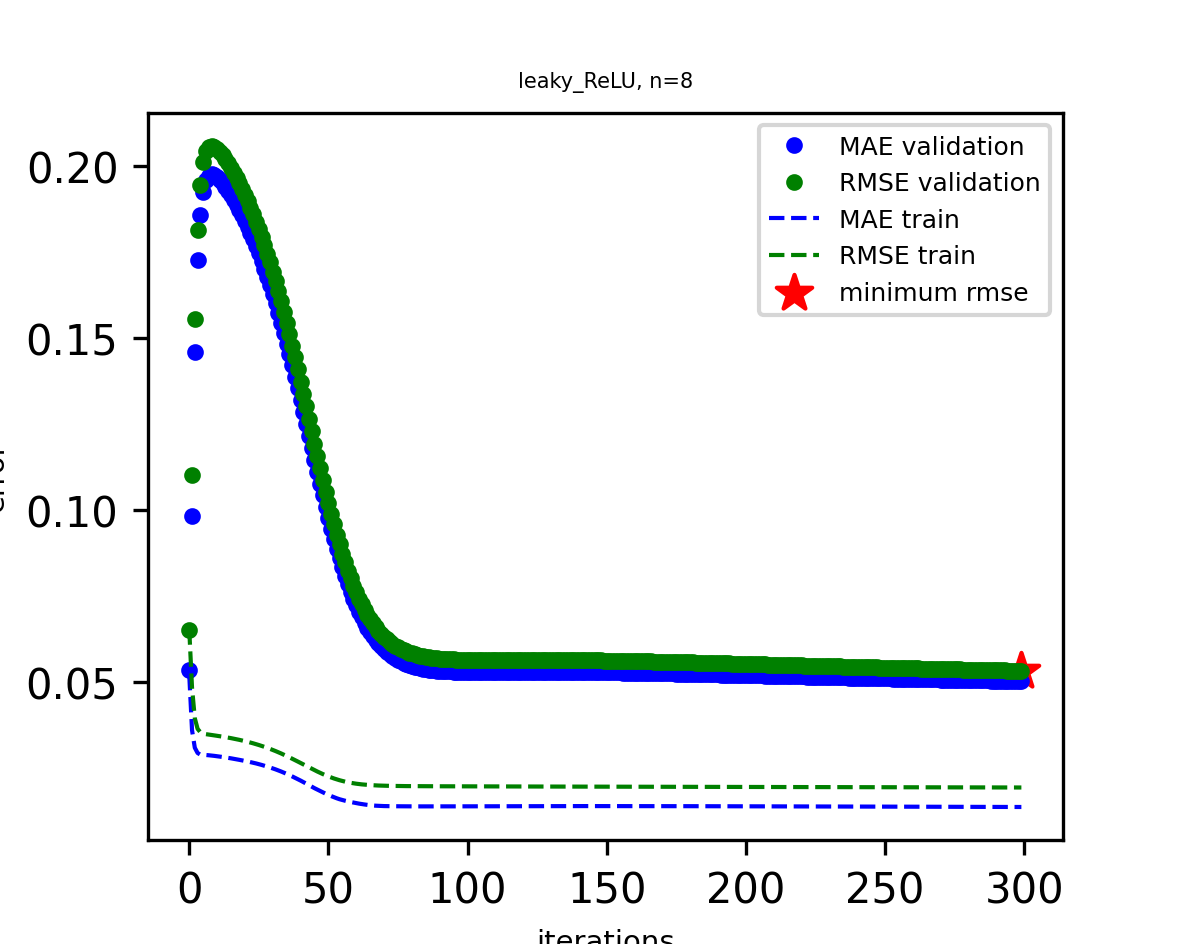 leaky_ReLU, n=8
MAE validation
RMSE validation
MAE train
RMSE train
minimum rmse
0.20
0.15
0.10
0.05
0 50 100 150 200 250 300
iterations